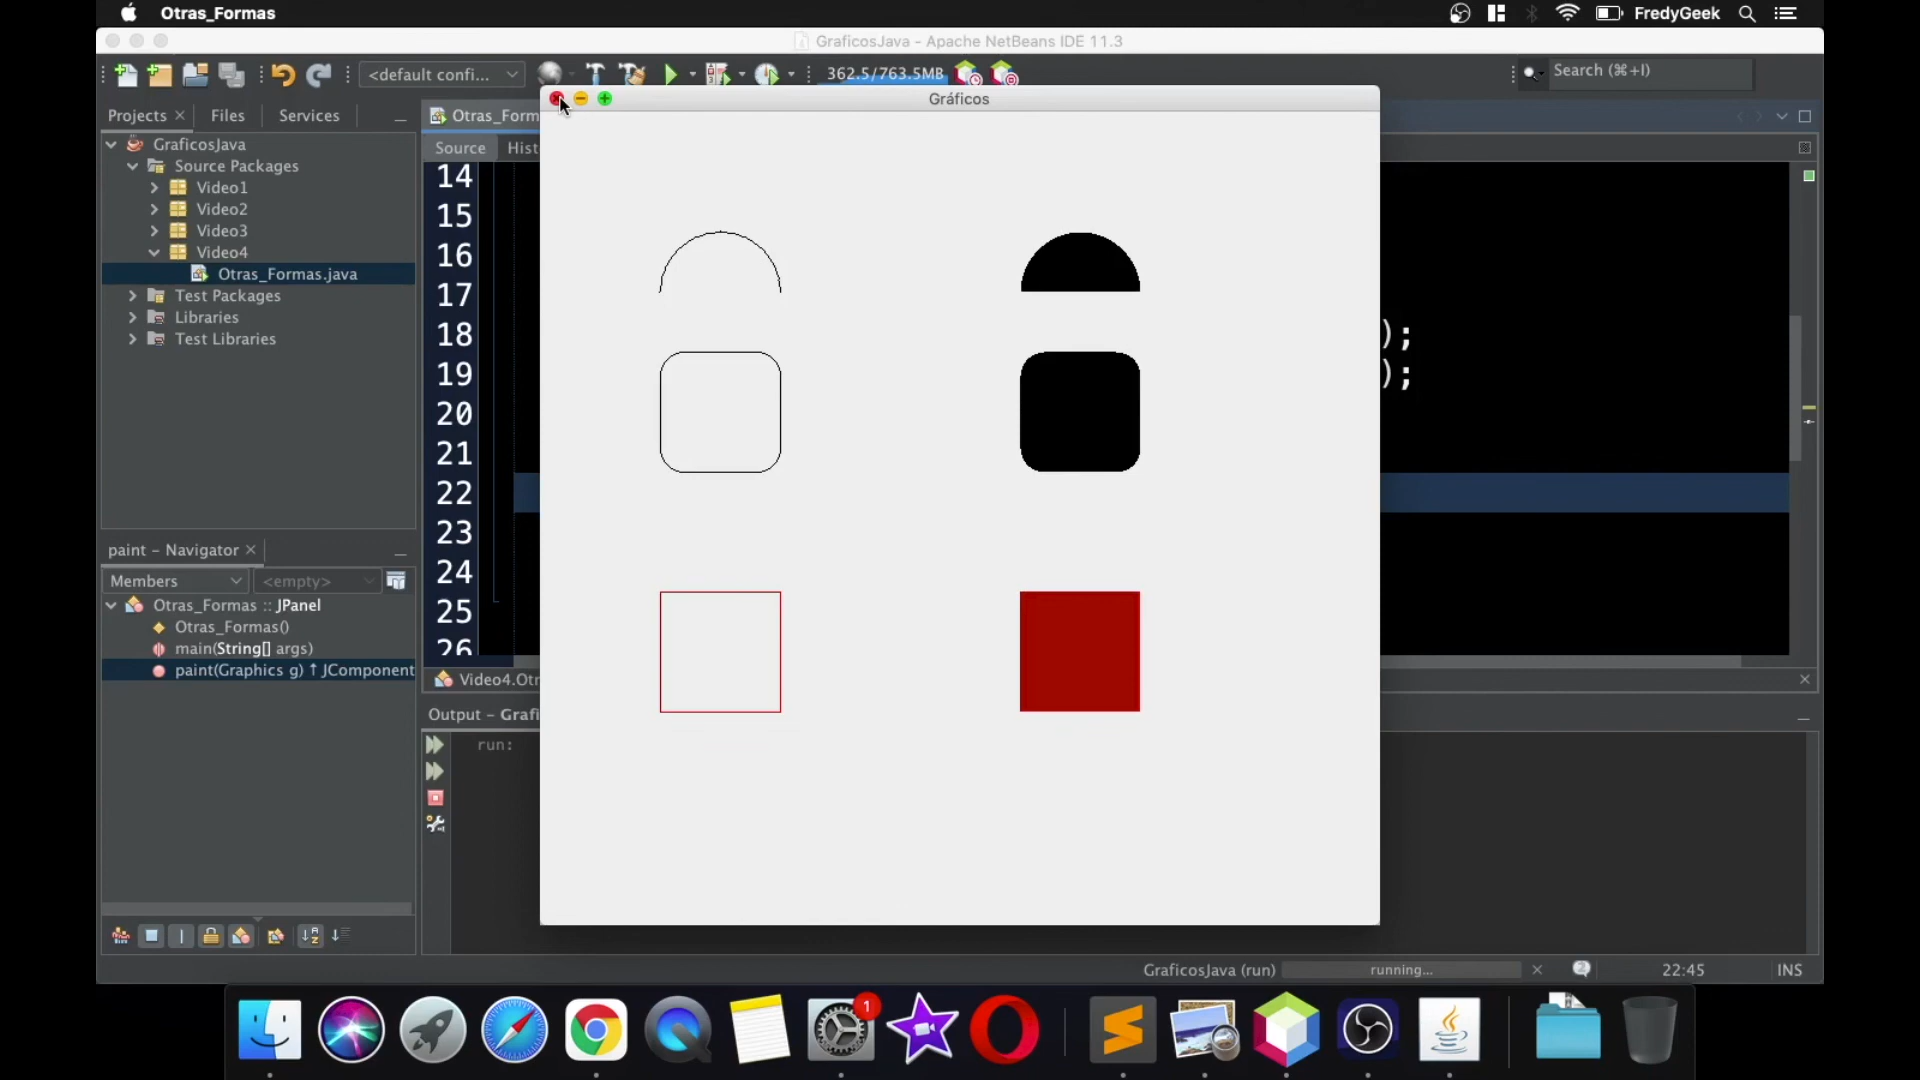 Otras_Formas
FredyGeek
GraficosJava - Apache NetBeans IDE 11.3
<default confi...
362.5/763.5MB
Search (⌘+I)
Gráficos
Projects
Files
Services
Otras_Form
Source
Hist
GraficosJava
Source Packages
Video1
Video2
Video3
Video4
Otras_Formas.java
Test Packages
Libraries
Test Libraries
14
15
16
17
18
);
19
);
20
21
22
23
24
25
26
paint - Navigator
Members
<empty>
Otras_Formas :: JPanel
Otras_Formas()
main(String[] args)
paint(Graphics g) ↑ JComponent
Video4.Otr
Output - Grafi
run:
GraficosJava (run)
running...
22:45
INS
1